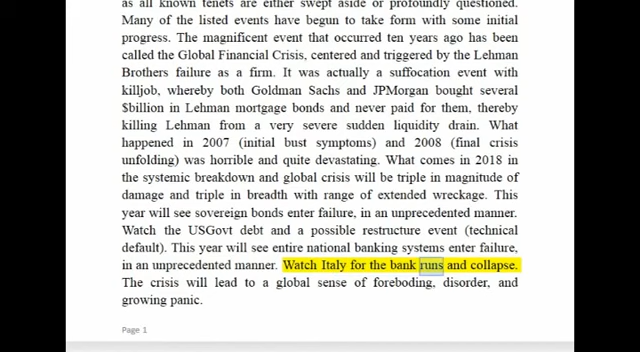 as all known tenets are either swept aside or profoundly questioned.
Many of the listed events have begun to take form with some initial
progress. The magnificent event that occurred ten years ago has been
called the Global Financial Crisis, centered and triggered by the Lehman
Brothers failure as a firm. It was actually a suffocation event with
killjob, whereby both Goldman Sachs and JPMorgan bought several
$billion in Lehman mortgage bonds and never paid for them, thereby
killing Lehman from a very severe sudden liquidity drain. What
happened in 2007 (initial bust symptoms) and 2008 (final crisis
unfolding) was horrible and quite devastating. What comes in 2018 in
the systemic breakdown and global crisis will be triple in magnitude of
damage and triple in breadth with range of extended wreckage. This
year will see sovereign bonds enter failure, in an unprecedented manner.
Watch the USGovt debt and a possible restructure event (technical
default). This year will see entire national banking systems enter failure,
in an unprecedented manner. Watch Italy for the bank runs and collapse.
The crisis will lead to a global sense of foreboding, disorder, and
growing panic.
Page 1